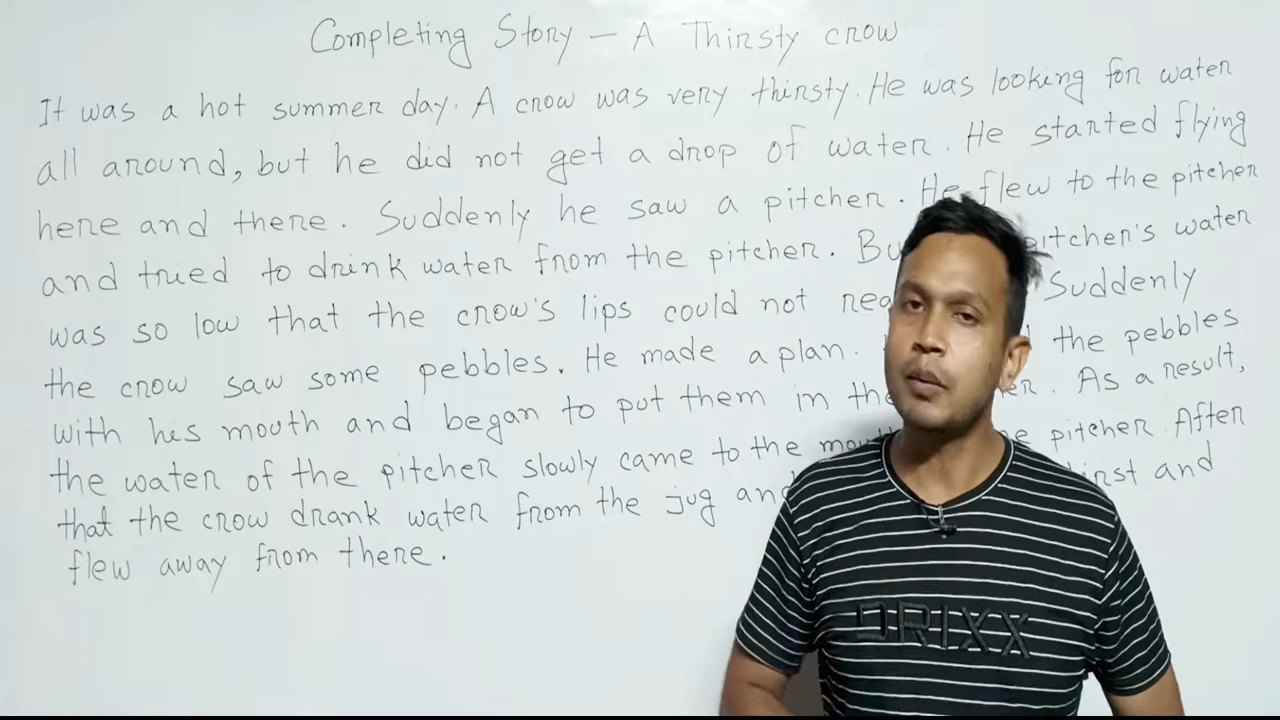 Completing Story – A Thirsty crow
It was a hot summer day. A crow was very thirsty. He was looking for water
all around, but he did not get a drop of water. He started flying
here and there. Suddenly he saw a pitcher. He flew to the pitcher
and tried to drink water from the pitcher. Bu pitcher's water
was so low that the crow's lips could not rea Suddenly
the crow saw some pebbles. He made a plan. the pebbles
with his mouth and began to put them in the er. As a result,
the water of the pitcher slowly came to the mouth e pitcher. After
that the crow drank water from the jug and irst and
flew away from there.
DRIXX